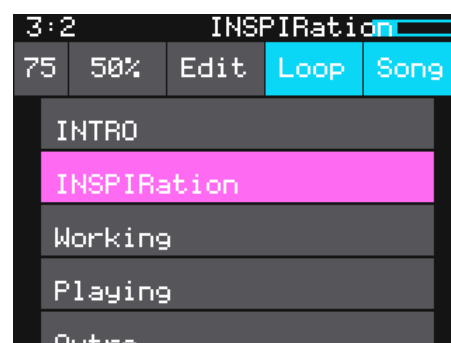 3:2 INSPIRation
75 50% Edit Loop Song
INTRO
INSPIRation
Working
Playing